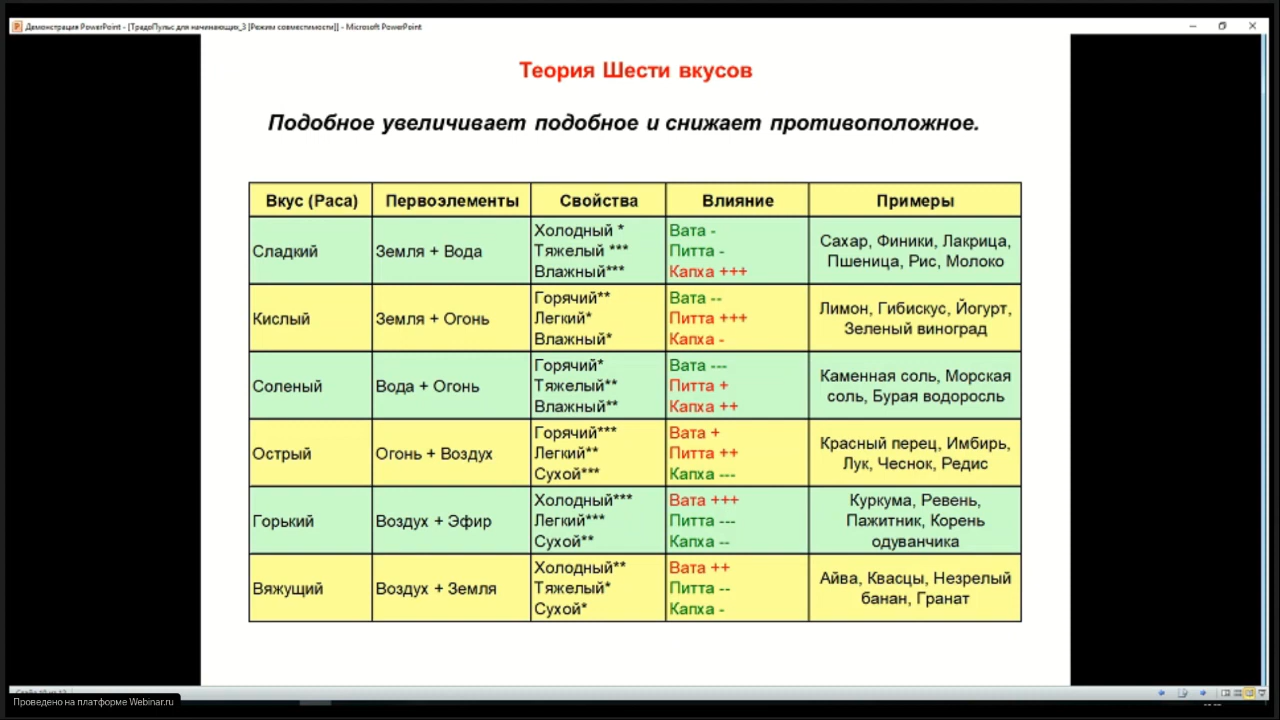 Демонстрация PowerPoint - [ТрадоПульс для начинающих_3 [Режим совместимости]] - Microsoft PowerPoint
Теория Шести вкусов
Подобное увеличивает подобное и снижает противоположное.
Вкус (Раса) Первоэлементы Свойства Влияние Примеры
Сладкий
Земля + Вода
Холодный *
Тяжелый ***
Влажный***
Вата -
Питта -
Капха +++
Сахар, Финики, Лакрица,
Пшеница, Рис, Молоко
Кислый
Земля + Огонь
Горячий**
Легкий*
Влажный*
Вата --
Питта +++
Капха -
Лимон, Гибискус, Йогурт,
Зеленый виноград
Соленый
Вода + Огонь
Горячий*
Тяжелый**
Влажный**
Вата ---
Питта +
Капха ++
Каменная соль, Морская
соль, Бурая водоросль
Острый
Огонь + Воздух
Горячий***
Легкий**
Сухой***
Вата +
Питта ++
Капха ---
Красный перец, Имбирь,
Лук, Чеснок, Редис
Горький
Воздух + Эфир
Холодный***
Легкий***
Сухой**
Вата +++
Питта ---
Капха --
Куркума, Ревень,
Пажитник, Корень
одуванчика
Вяжущий
Воздух + Земля
Холодный**
Тяжелый*
Сухой*
Вата ++
Питта --
Капха -
Айва, Квасцы, Незрелый
банан, Гранат
Проведено на платформе Webinar.ru